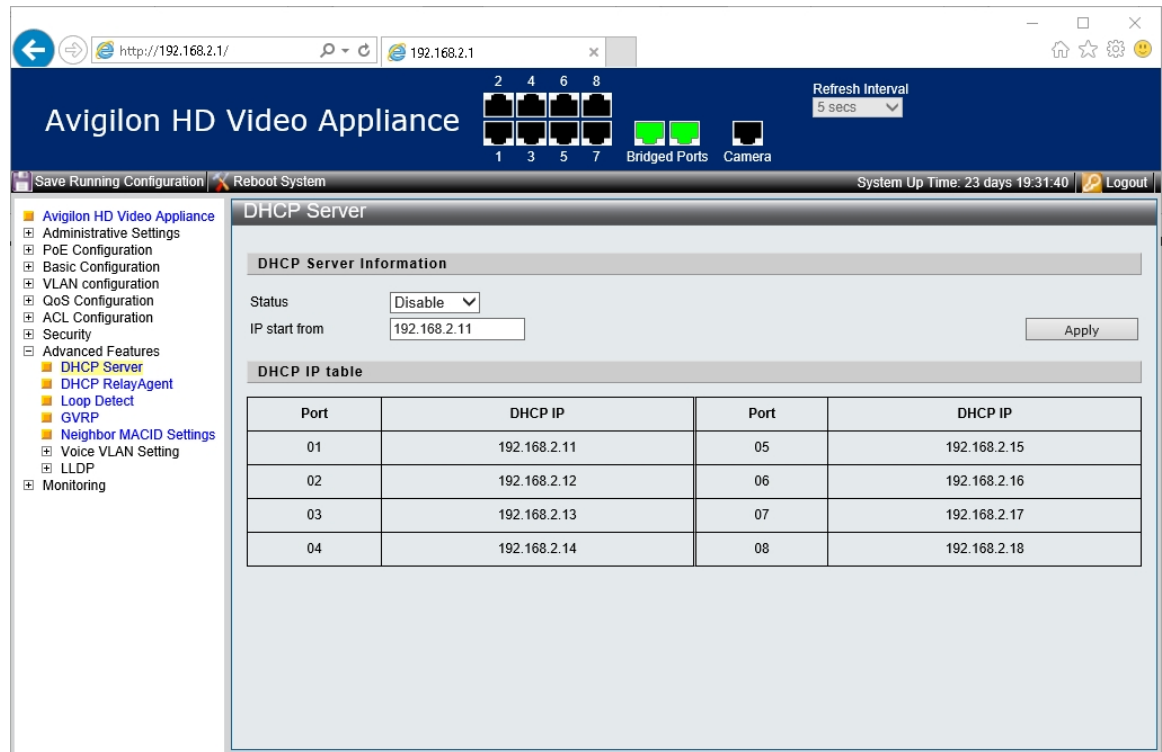 http://192.168.2.1/
192.168.2.1
Avigilon HD Video Appliance
2 4 6 8
1 3 5 7
Bridged Ports
Camera
Refresh Interval
5 secs
Save Running Configuration
Reboot System
System Up Time: 23 days 19:31:40
Logout
Avigilon HD Video Appliance
Administrative Settings
PoE Configuration
Basic Configuration
VLAN configuration
QoS Configuration
ACL Configuration
Security
Advanced Features
DHCP Server
DHCP RelayAgent
Loop Detect
GVRP
Neighbor MACID Settings
Voice VLAN Setting
LLDP
Monitoring
DHCP Server
DHCP Server Information
Status Disable
IP start from 192.168.2.11
Apply
DHCP IP table
Port DHCP IP Port DHCP IP
01 192.168.2.11 05 192.168.2.15
02 192.168.2.12 06 192.168.2.16
03 192.168.2.13 07 192.168.2.17
04 192.168.2.14 08 192.168.2.18